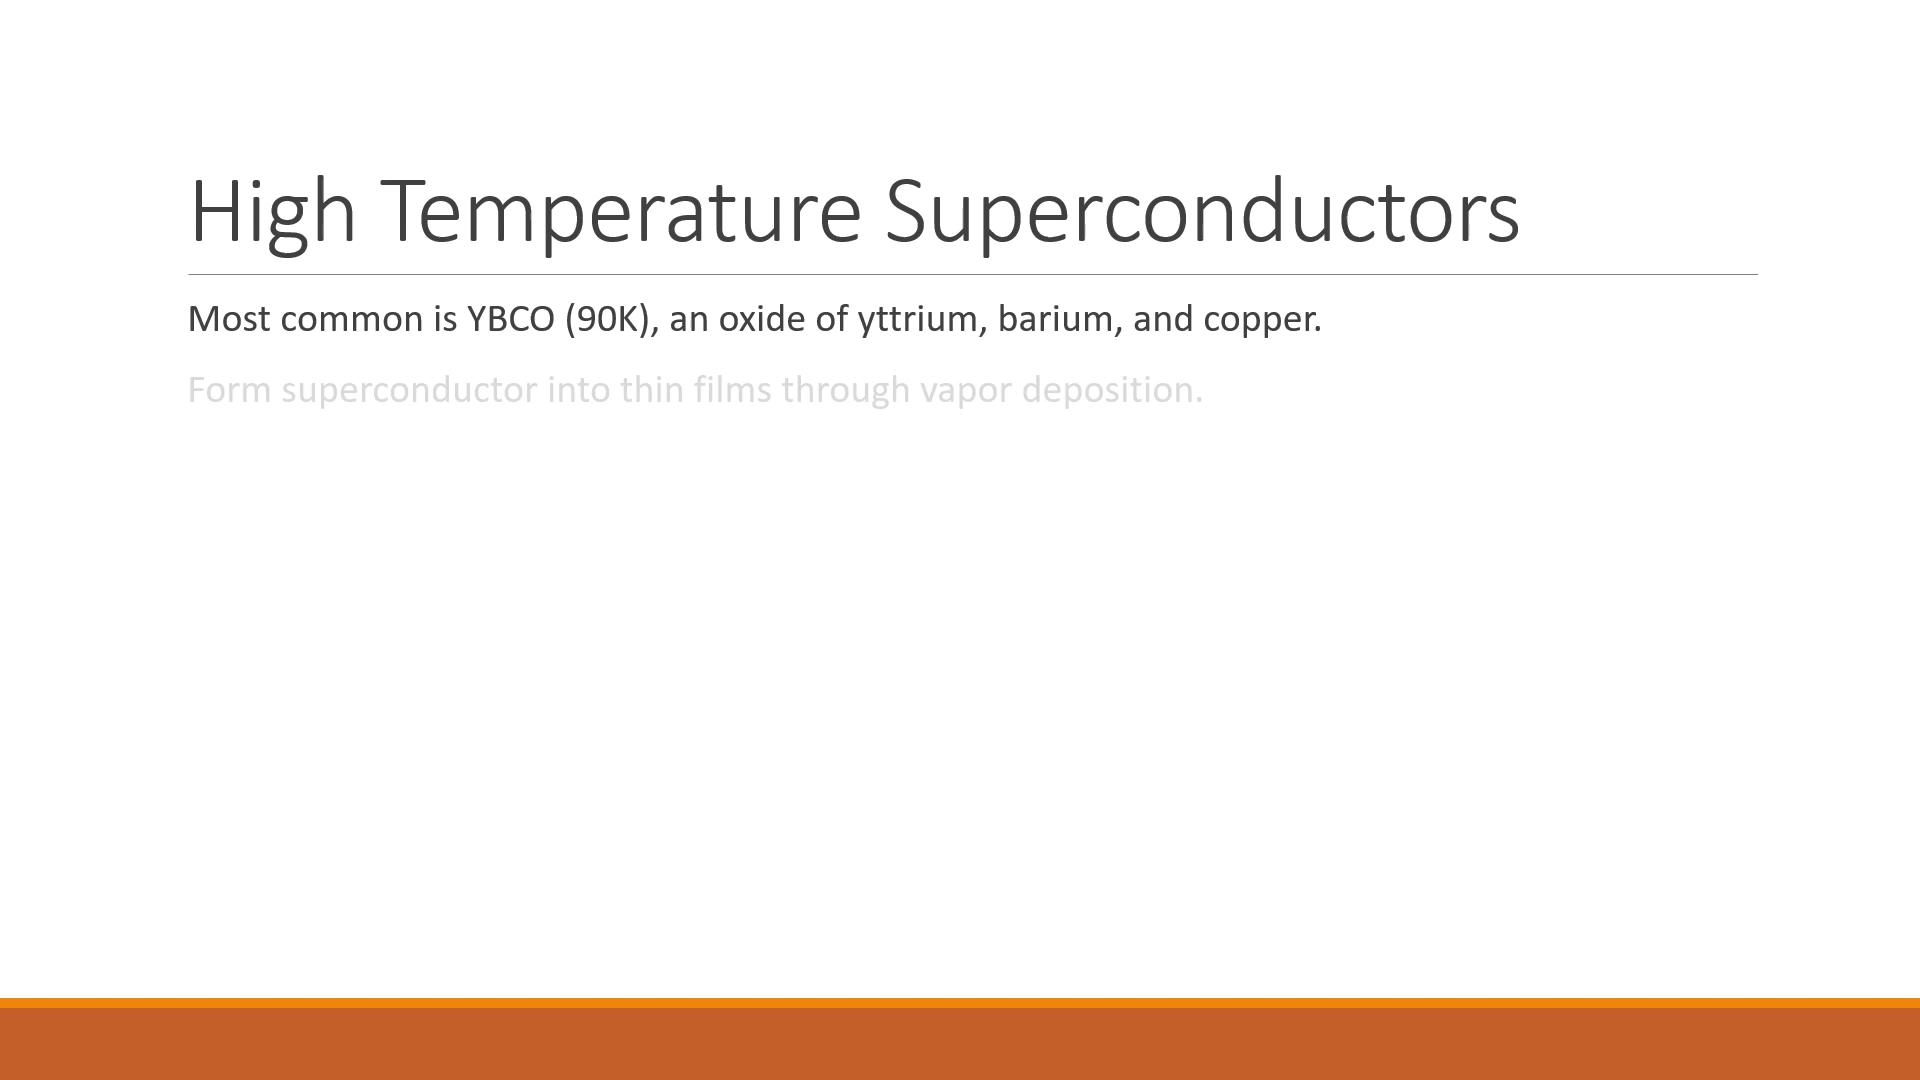 High Temperature Superconductors
Most common is YBCO (90K), an oxide of yttrium, barium, and copper.
Form superconductor into thin films through vapor deposition.